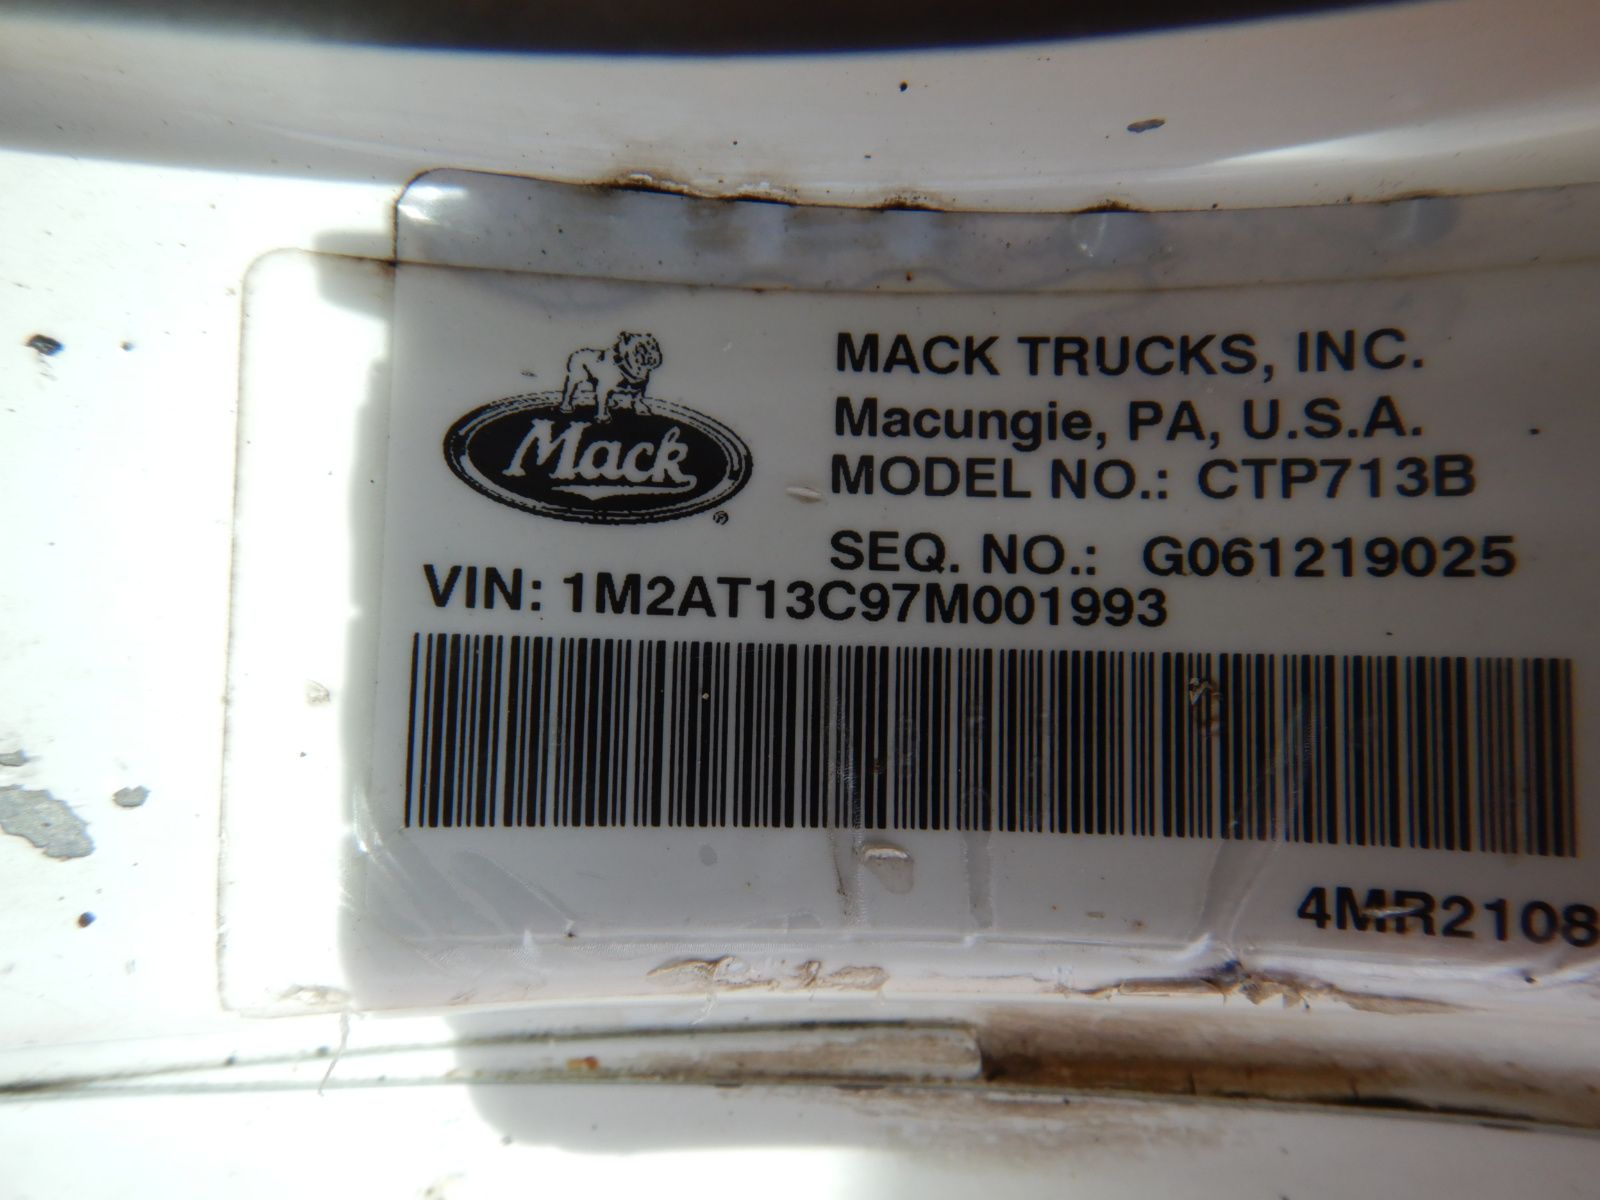 Mack
MACK TRUCKS, INC.
Macungie, PA, U.S.A.
MODEL NO.: CTP713B
SEQ. NO.: G061219025
VIN: 1M2AT13C97M001993
4MR2108